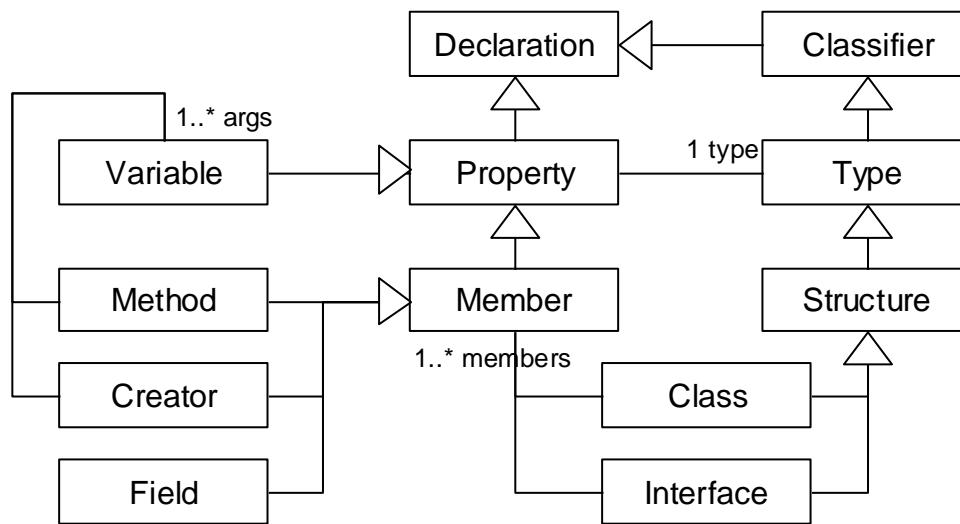 Declaration
Classifier
1..* args
Variable
Property
1 type
Type
Method
Member
Structure
1..* members
Creator
Class
Field
Interface